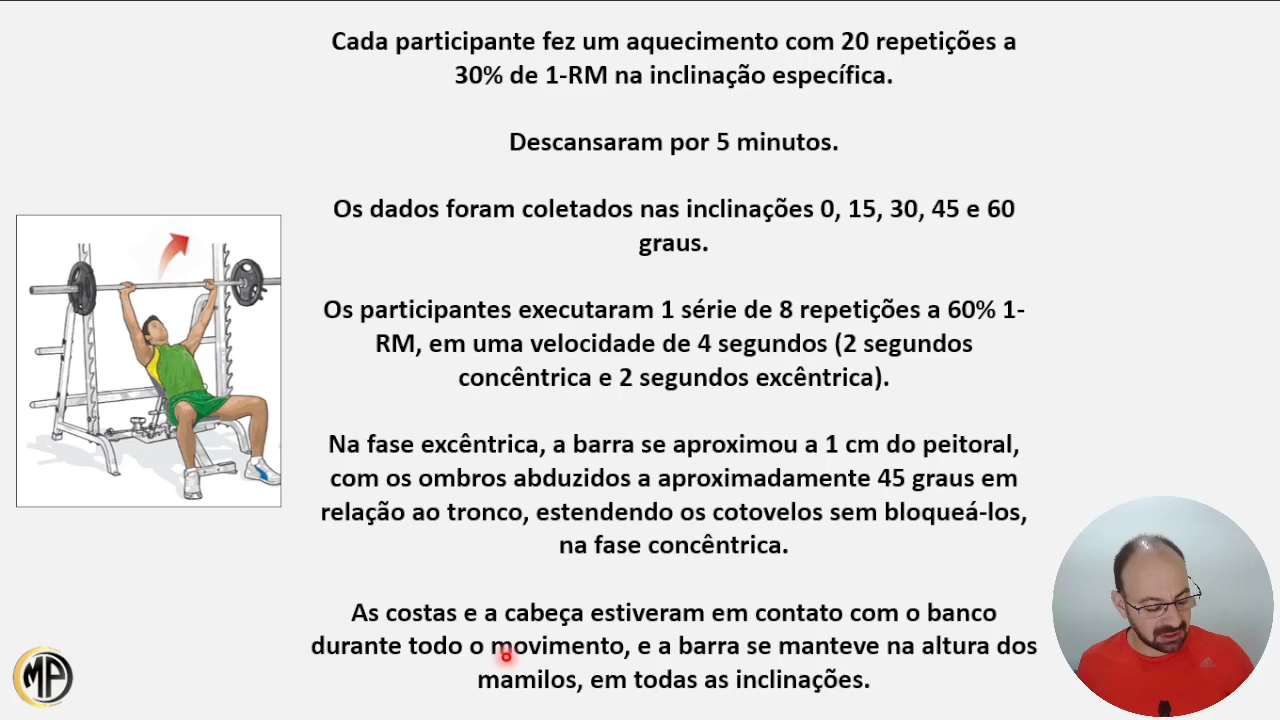 Cada participante fez um aquecimento com 20 repetições a
30% de 1-RM na inclinação específica.
Descansaram por 5 minutos.
Os dados foram coletados nas inclinações 0, 15, 30, 45 e 60
graus.
Os participantes executaram 1 série de 8 repetições a 60% 1-
RM, em uma velocidade de 4 segundos (2 segundos
concêntrica e 2 segundos excêntrica).
Na fase excêntrica, a barra se aproximou a 1 cm do peitoral,
com os ombros abduzidos a aproximadamente 45 graus em
relação ao tronco, estendendo os cotovelos sem bloqueá-los,
na fase concêntrica.
As costas e a cabeça estiveram em contato com o banco
durante todo o movimento, e a barra se manteve na altura dos
mamilos, em todas as inclinações.
MP